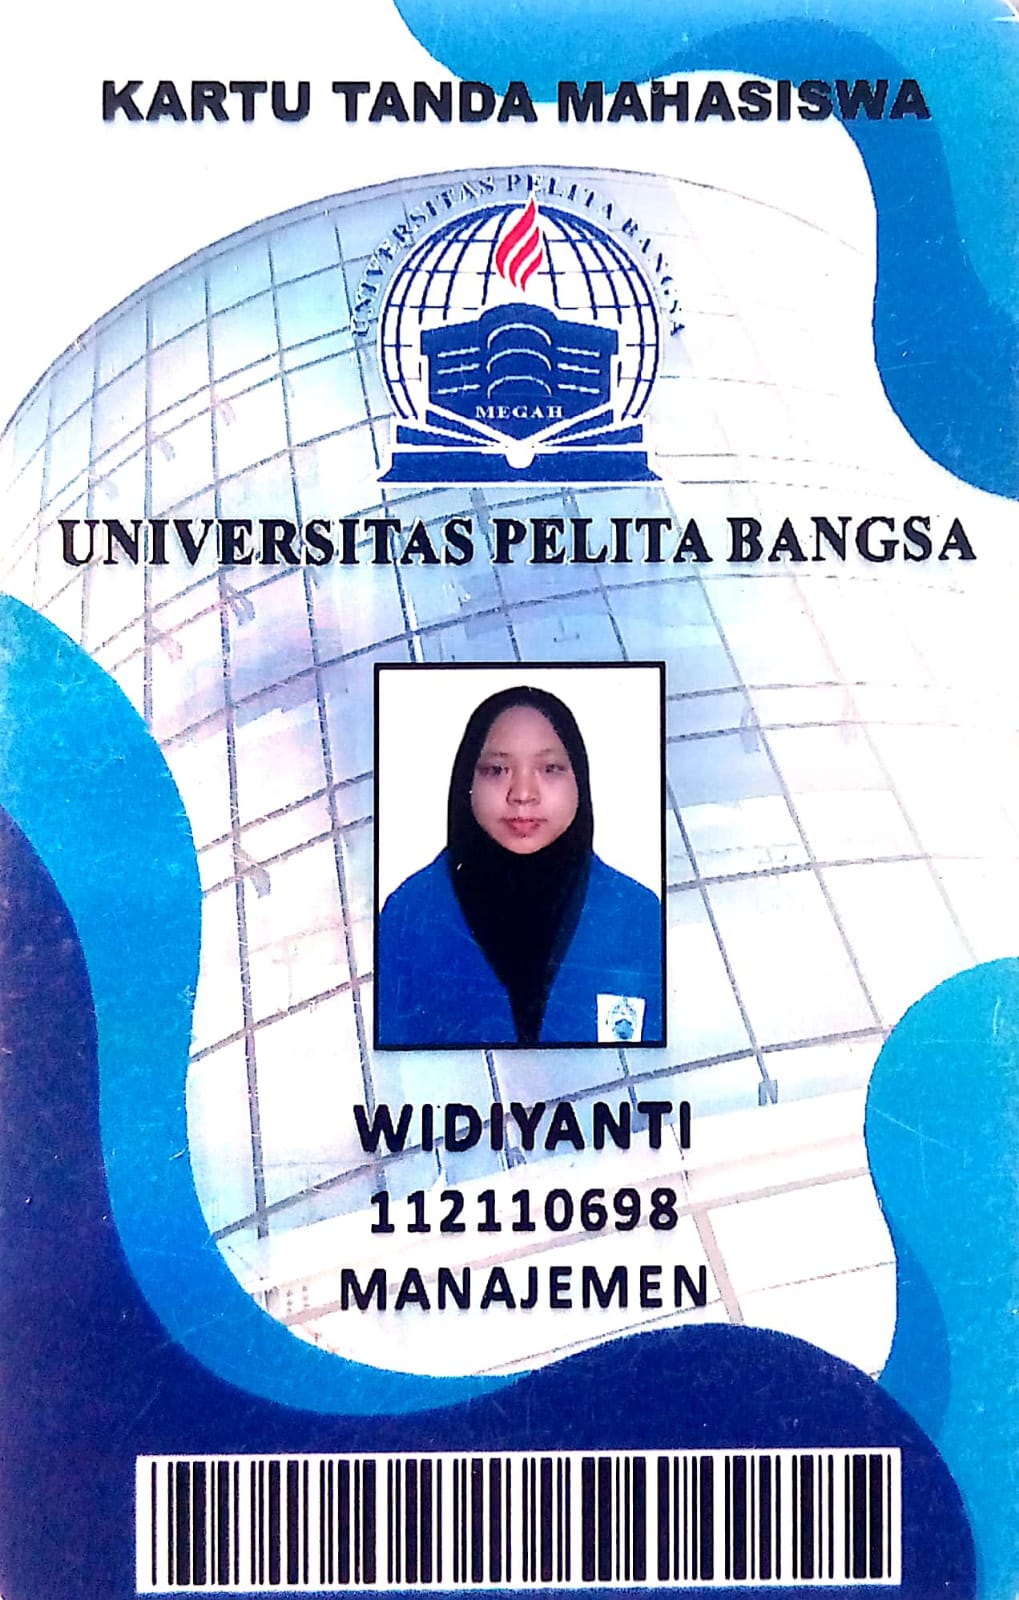 KARTU TANDA MAHASISWA
UNIVERSITAS PELITA BANGSA
MEGAH
UNIVERSITAS PELITA BANGSA
WIDIYANTI
112110698
MANAJEMEN